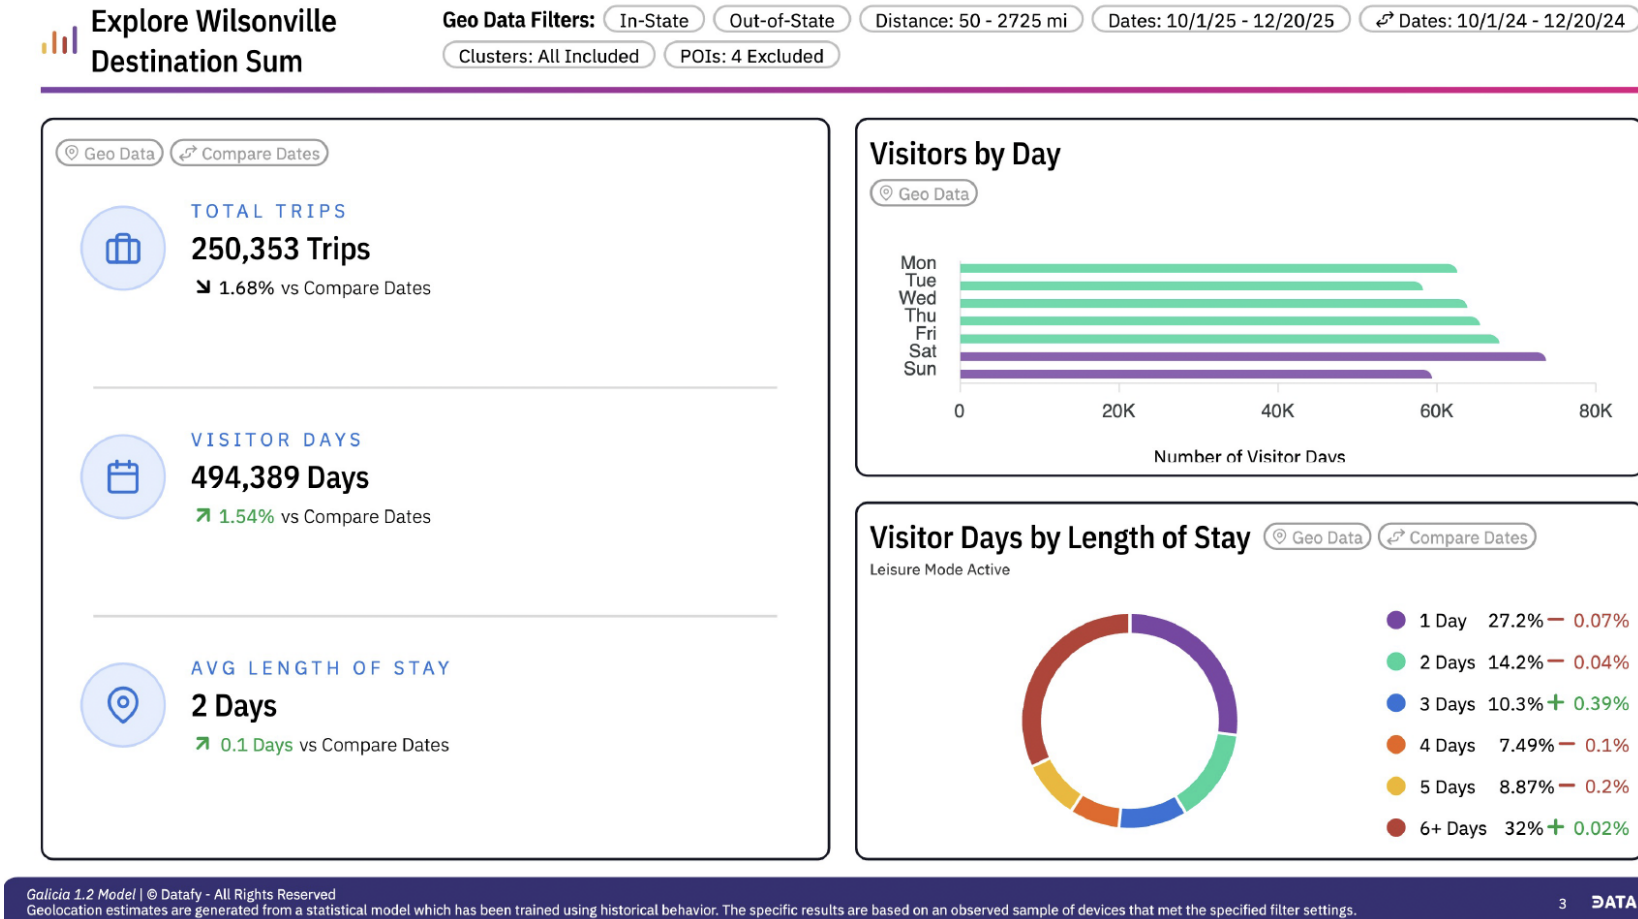 Explore Wilsonville
Destination Sum
Geo Data Filters: In-State Out-of-State Distance: 50 - 2725 mi Dates: 10/1/25 - 12/20/25 Dates: 10/1/24 - 12/20/24
Clusters: All Included POIs: 4 Excluded
Geo Data Compare Dates
TOTAL TRIPS
250,353 Trips
1.68% vs Compare Dates
VISITOR DAYS
494,389 Days
1.54% vs Compare Dates
AVG LENGTH OF STAY
2 Days
0.1 Days vs Compare Dates
Visitors by Day
Geo Data
Mon
Tue
Wed
Thu
Fri
Sat
Sun
0 20K 40K 60K 80K
Number of Visitor Days
Visitor Days by Length of Stay Geo Data Compare Dates
Leisure Mode Active
1 Day 27.2% − 0.07%
2 Days 14.2% − 0.04%
3 Days 10.3% + 0.39%
4 Days 7.49% − 0.1%
5 Days 8.87% − 0.2%
6+ Days 32% + 0.02%
Galicia 1.2 Model | © Datafy - All Rights Reserved
Geolocation estimates are generated from a statistical model which has been trained using historical behavior. The specific results are based on an observed sample of devices that met the specified filter settings.
3 DATA